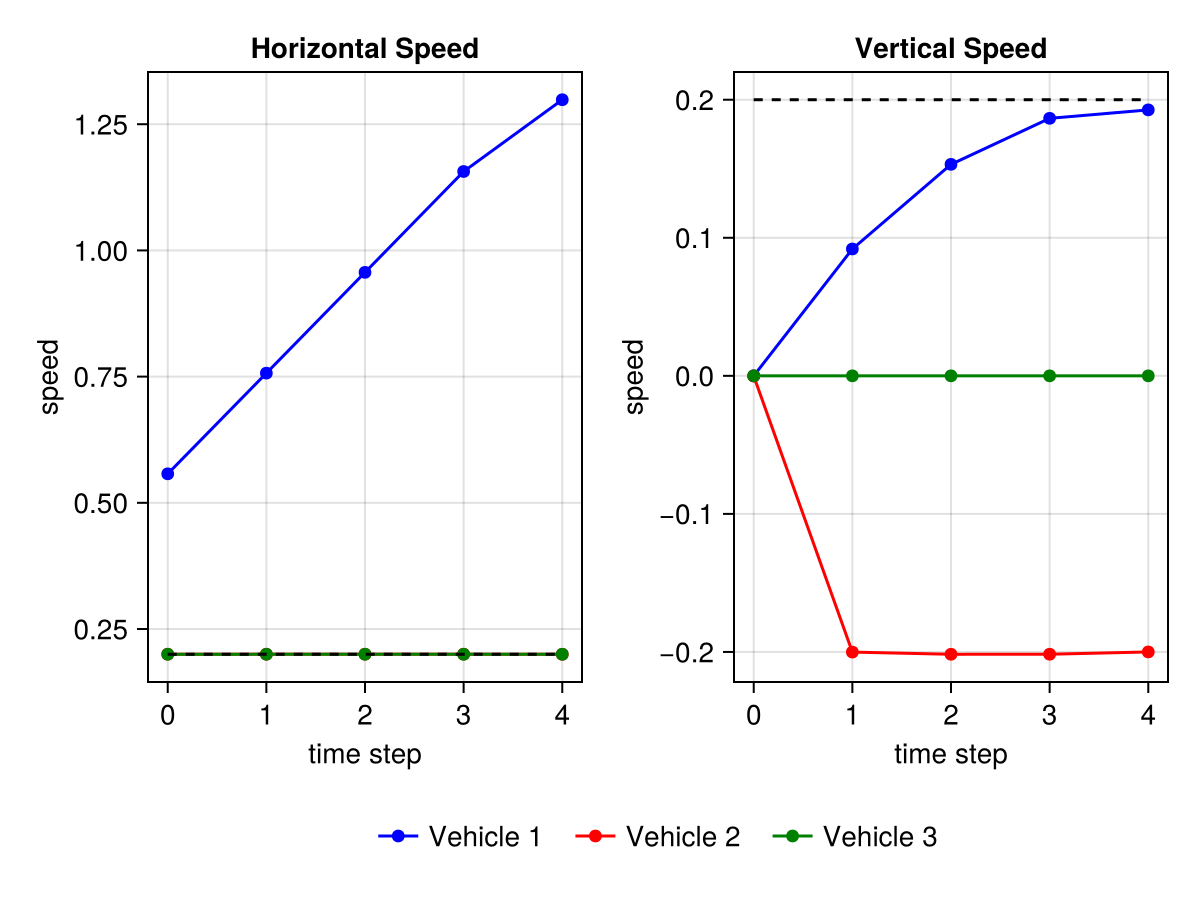 Horizontal Speed
1.25
1.00
0.75
0.50
0.25
speed
0 1 2 3 4
time step
Vertical Speed
0.2
0.1
0.0
−0.1
−0.2
speed
0 1 2 3 4
time step
Vehicle 1 Vehicle 2 Vehicle 3